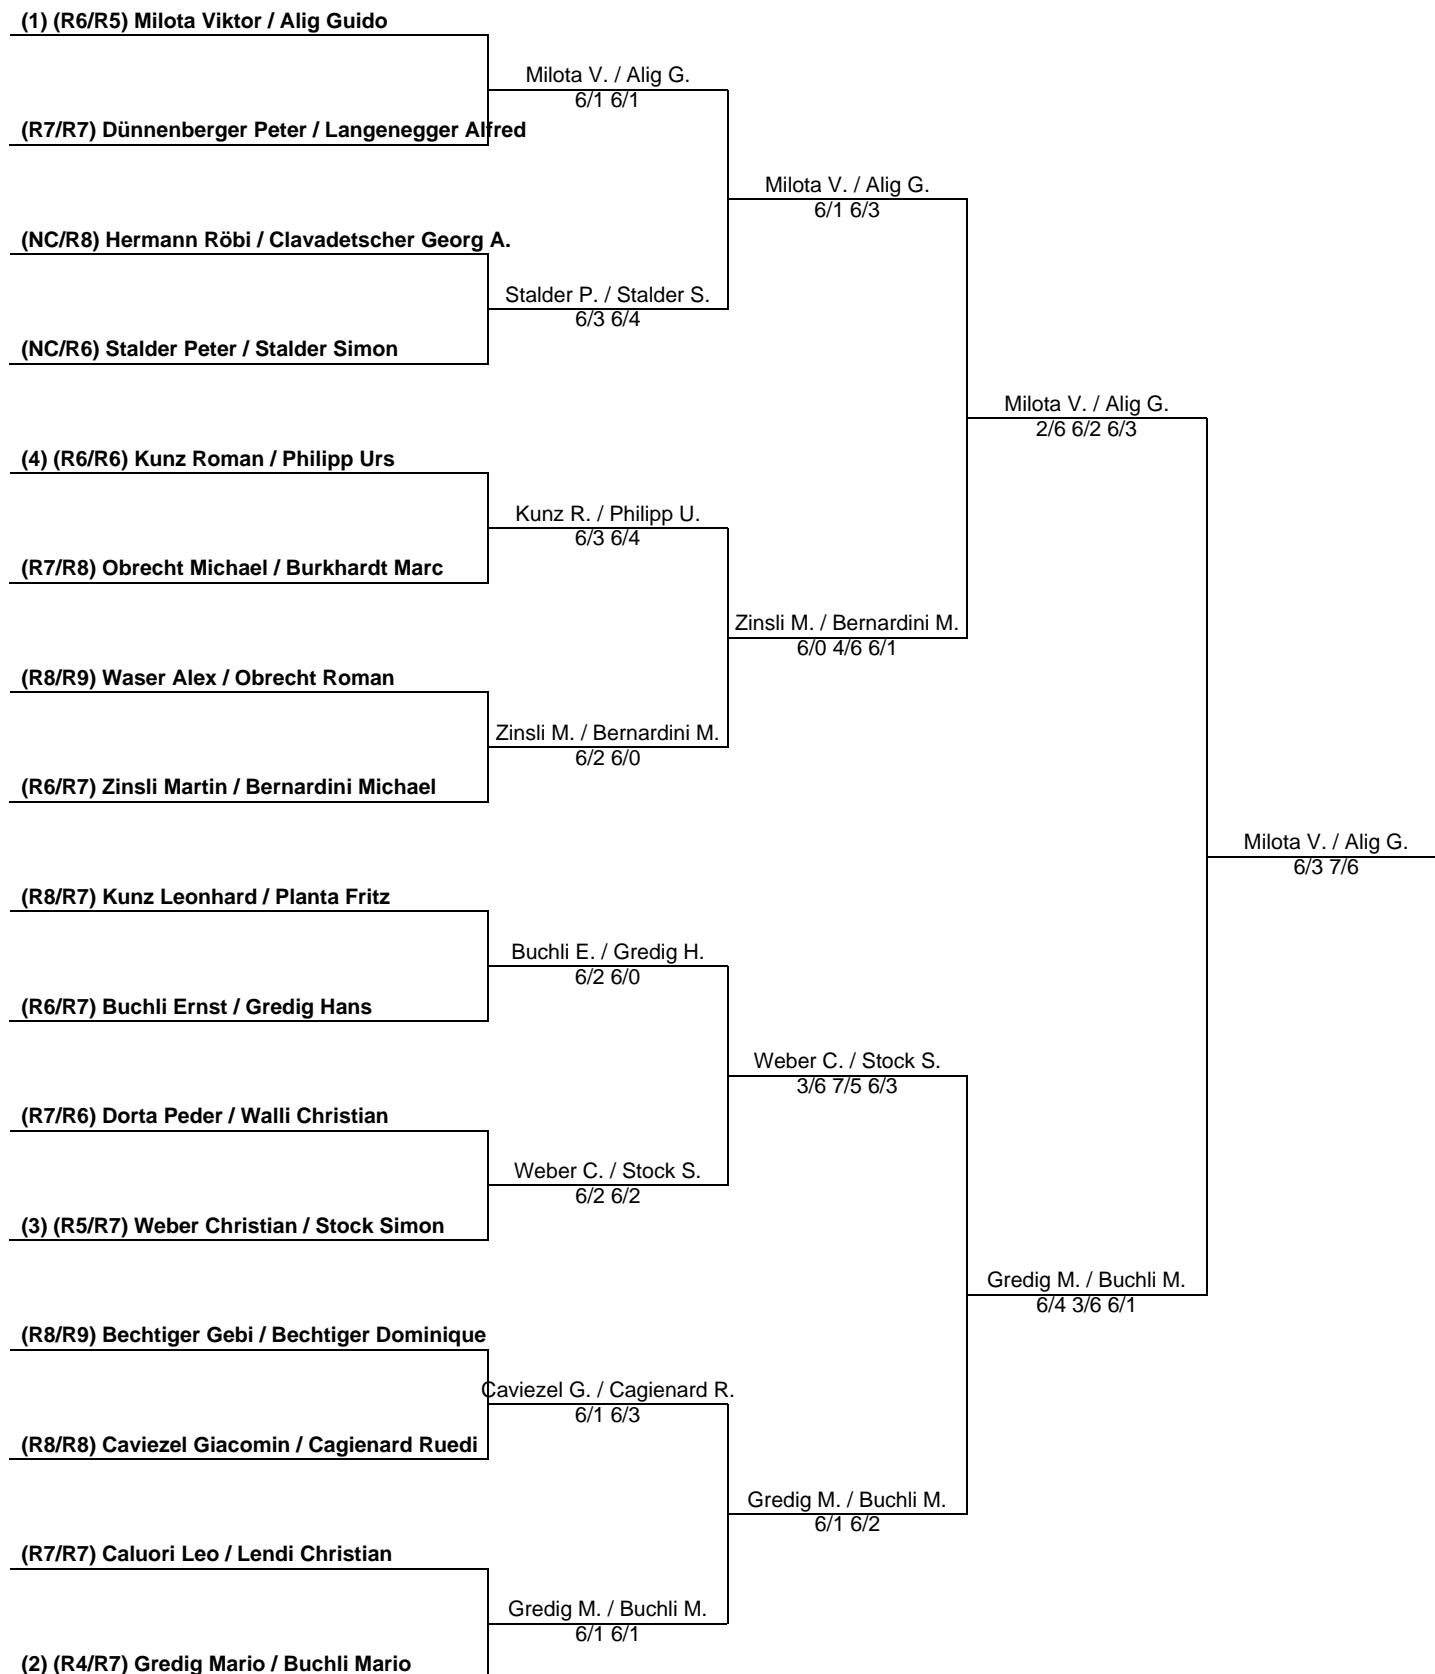 (1) (R6/R5) Milota Viktor / Alig Guido
Milota V. / Alig G.
6/1 6/1
(R7/R7) Dünnenberger Peter / Langenegger Alfred
Milota V. / Alig G.
6/1 6/3
(NC/R8) Hermann Röbi / Clavadetscher Georg A.
Stalder P. / Stalder S.
6/3 6/4
(NC/R6) Stalder Peter / Stalder Simon
Milota V. / Alig G.
2/6 6/2 6/3
(4) (R6/R6) Kunz Roman / Philipp Urs
Kunz R. / Philipp U.
6/3 6/4
(R7/R8) Obrecht Michael / Burkhardt Marc
Zinsli M. / Bernardini M.
6/0 4/6 6/1
(R8/R9) Waser Alex / Obrecht Roman
Zinsli M. / Bernardini M.
6/2 6/0
(R6/R7) Zinsli Martin / Bernardini Michael
Milota V. / Alig G.
6/3 7/6
(R8/R7) Kunz Leonhard / Planta Fritz
Buchli E. / Gredig H.
6/2 6/0
(R6/R7) Buchli Ernst / Gredig Hans
Weber C. / Stock S.
3/6 7/5 6/3
(R7/R6) Dorta Peder / Walli Christian
Weber C. / Stock S.
6/2 6/2
(3) (R5/R7) Weber Christian / Stock Simon
Gredig M. / Buchli M.
6/4 3/6 6/1
(R8/R9) Bechtiger Gebi / Bechtiger Dominique
Caviezel G. / Cagienard R.
6/1 6/3
(R8/R8) Caviezel Giacomin / Cagienard Ruedi
Gredig M. / Buchli M.
6/1 6/2
(R7/R7) Caluori Leo / Lendi Christian
Gredig M. / Buchli M.
6/1 6/1
(2) (R4/R7) Gredig Mario / Buchli Mario